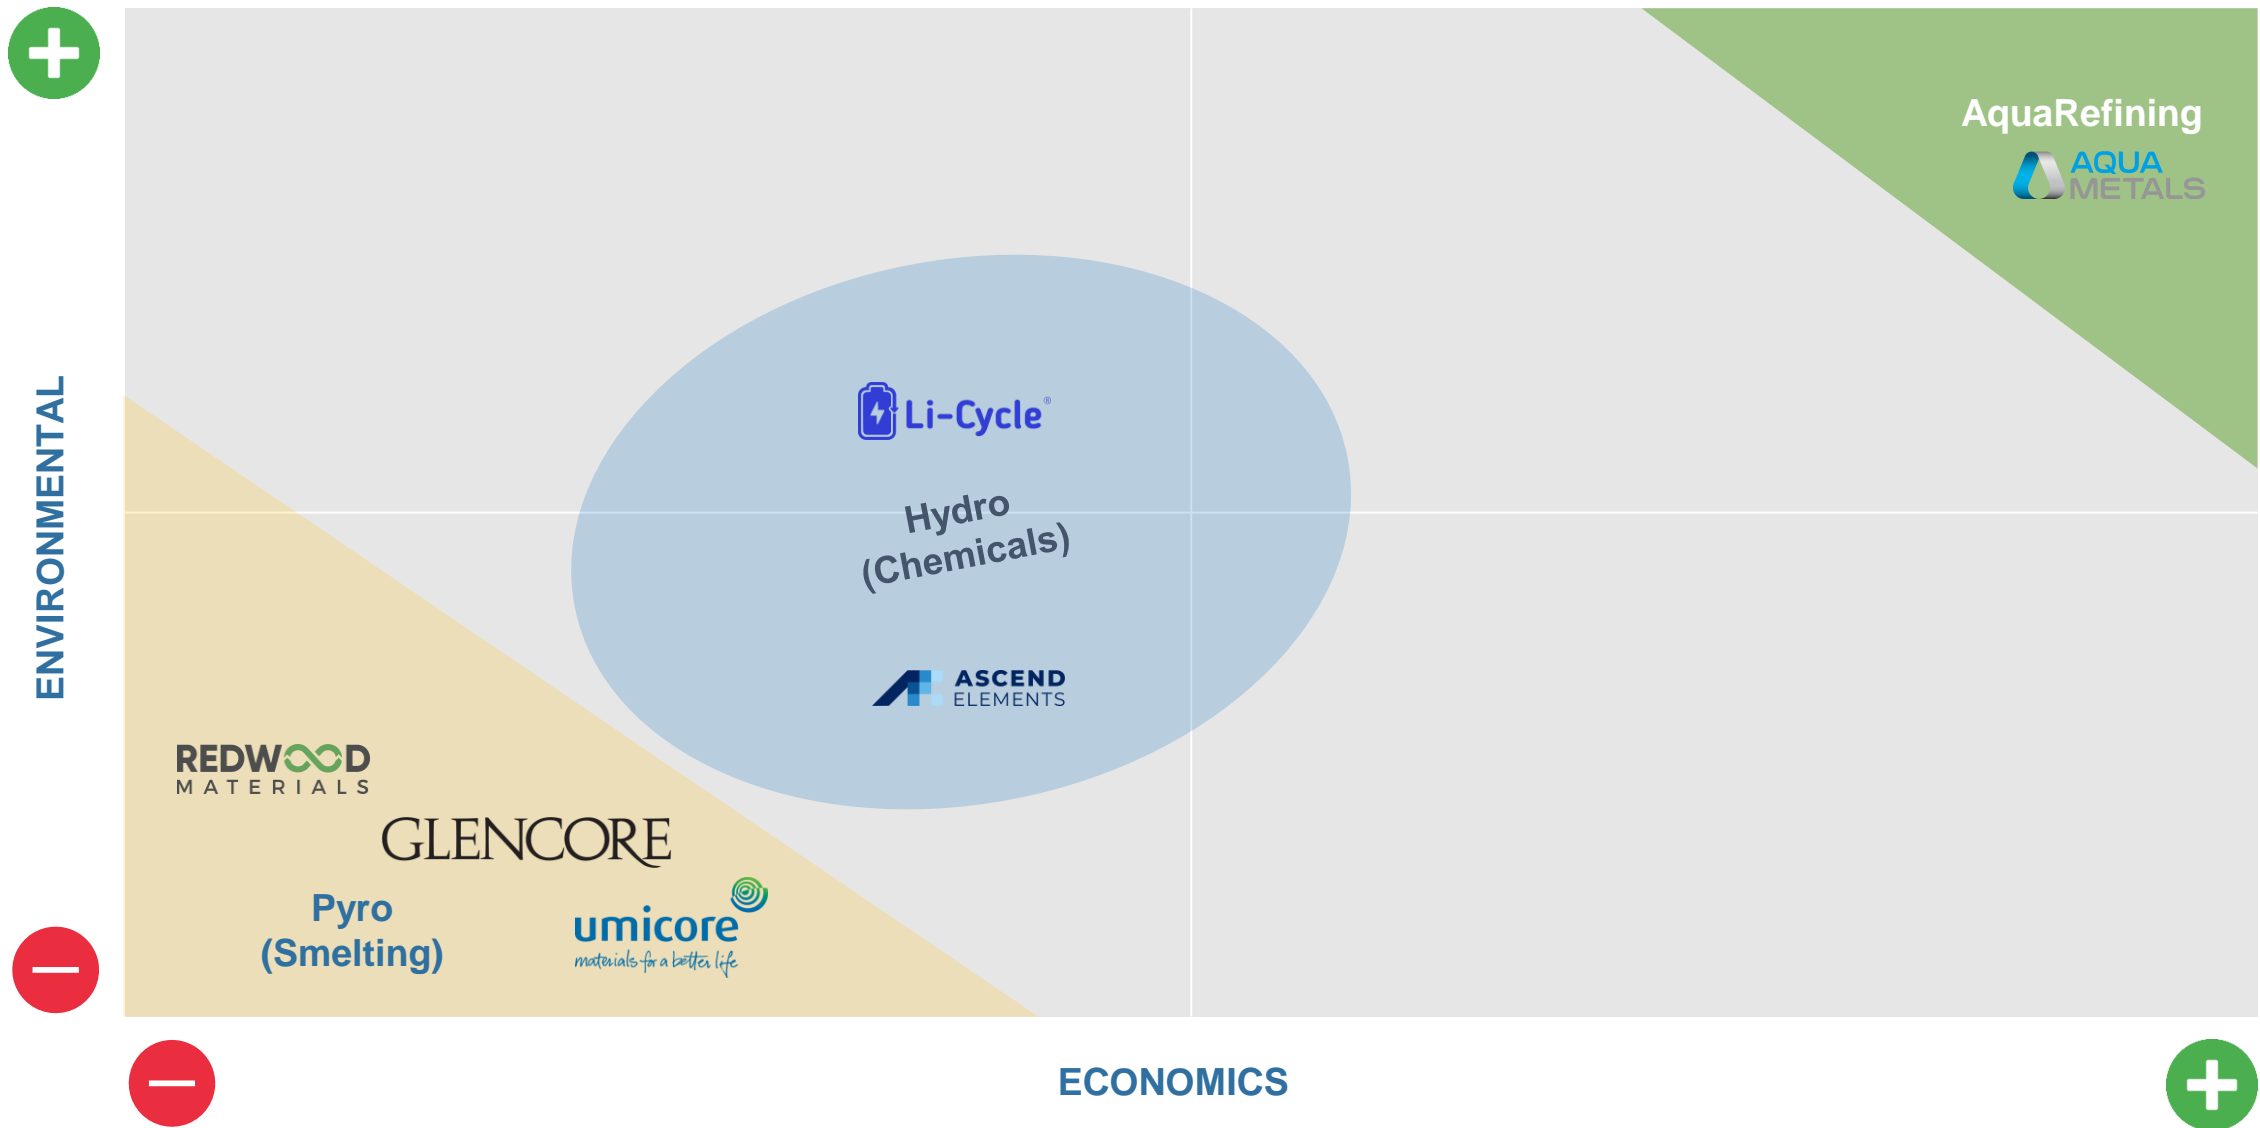 AquaRefining
AQUA
METALS
ENVIRONMENTAL
Li-Cycle®
Hydro
(Chemicals)
ASCEND
ELEMENTS
REDWOOD
MATERIALS
GLENCORE
Pyro
(Smelting)
umicore
materials for a better life
ECONOMICS